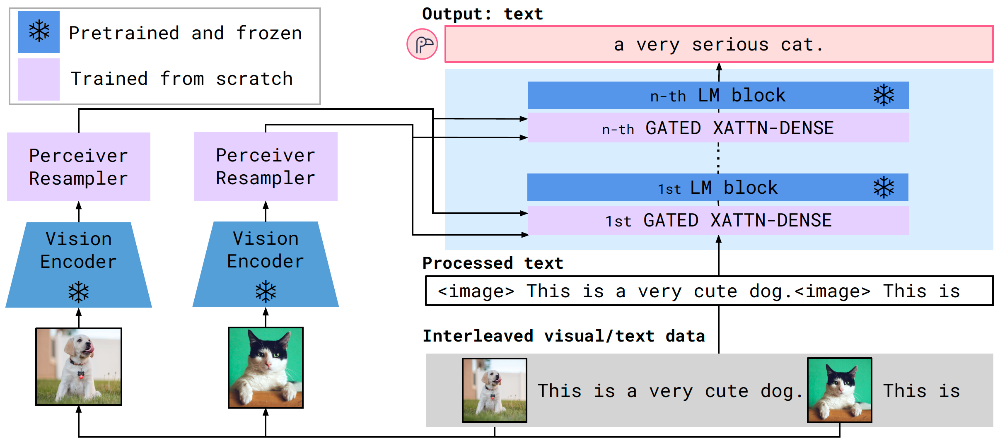 Pretrained and frozen
Trained from scratch
Output: text
a very serious cat.
n-th LM block
n-th GATED XATTN-DENSE
1st LM block
1st GATED XATTN-DENSE
Perceiver
Resampler
Perceiver
Resampler
Vision
Encoder
Vision
Encoder
Processed text
<image> This is a very cute dog.<image> This is
Interleaved visual/text data
This is a very cute dog.
This is